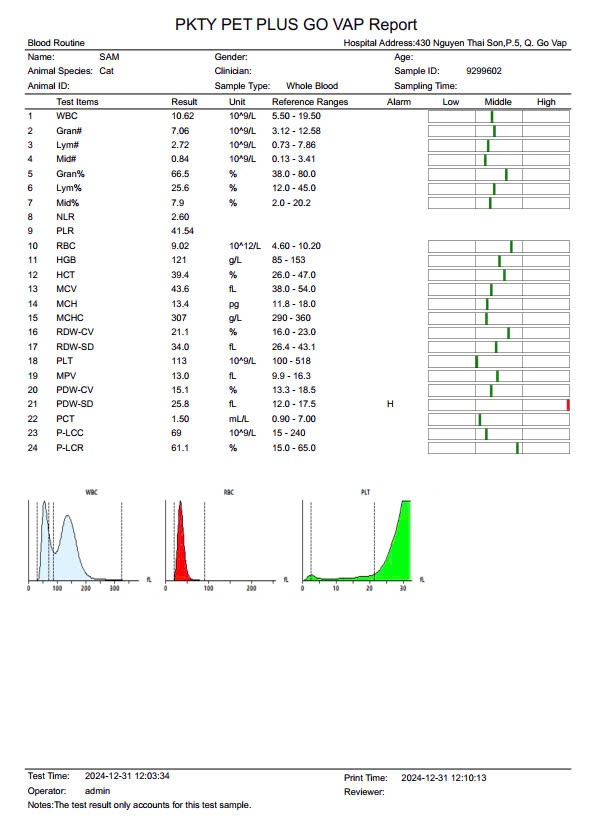 PKTY PET PLUS GO VAP Report
Blood Routine Hospital Address:430 Nguyen Thai Son,P.5, Q. Go Vap
Name: SAM Gender: Age:
Animal Species: Cat Clinician: Sample ID: 9299602
Animal ID: Sample Type: Whole Blood Sampling Time:
Test Items Result Unit Reference Ranges Alarm Low Middle High
1 WBC 10.62 10^9/L 5.50 - 19.50
2 Gran# 7.06 10^9/L 3.12 - 12.58
3 Lym# 2.72 10^9/L 0.73 - 7.86
4 Mid# 0.84 10^9/L 0.13 - 3.41
5 Gran% 66.5 % 38.0 - 80.0
6 Lym% 25.6 % 12.0 - 45.0
7 Mid% 7.9 % 2.0 - 20.2
8 NLR 2.60
9 PLR 41.54
10 RBC 9.02 10^12/L 4.60 - 10.20
11 HGB 121 g/L 85 - 153
12 HCT 39.4 % 26.0 - 47.0
13 MCV 43.6 fL 38.0 - 54.0
14 MCH 13.4 pg 11.8 - 18.0
15 MCHC 307 g/L 290 - 360
16 RDW-CV 21.1 % 16.0 - 23.0
17 RDW-SD 34.0 fL 26.4 - 43.1
18 PLT 113 10^9/L 100 - 518
19 MPV 13.0 fL 9.9 - 16.3
20 PDW-CV 15.1 % 13.3 - 18.5
21 PDW-SD 25.8 fL 12.0 - 17.5 H
22 PCT 1.50 mL/L 0.90 - 7.00
23 P-LCC 69 10^9/L 15 - 240
24 P-LCR 61.1 % 15.0 - 65.0
WBC RBC PLT
0 100 200 300 fL 0 100 200 fL 0 10 20 30 fL
Test Time: 2024-12-31 12:03:34 Print Time: 2024-12-31 12:10:13
Operator: admin Reviewer:
Notes:The test result only accounts for this test sample.